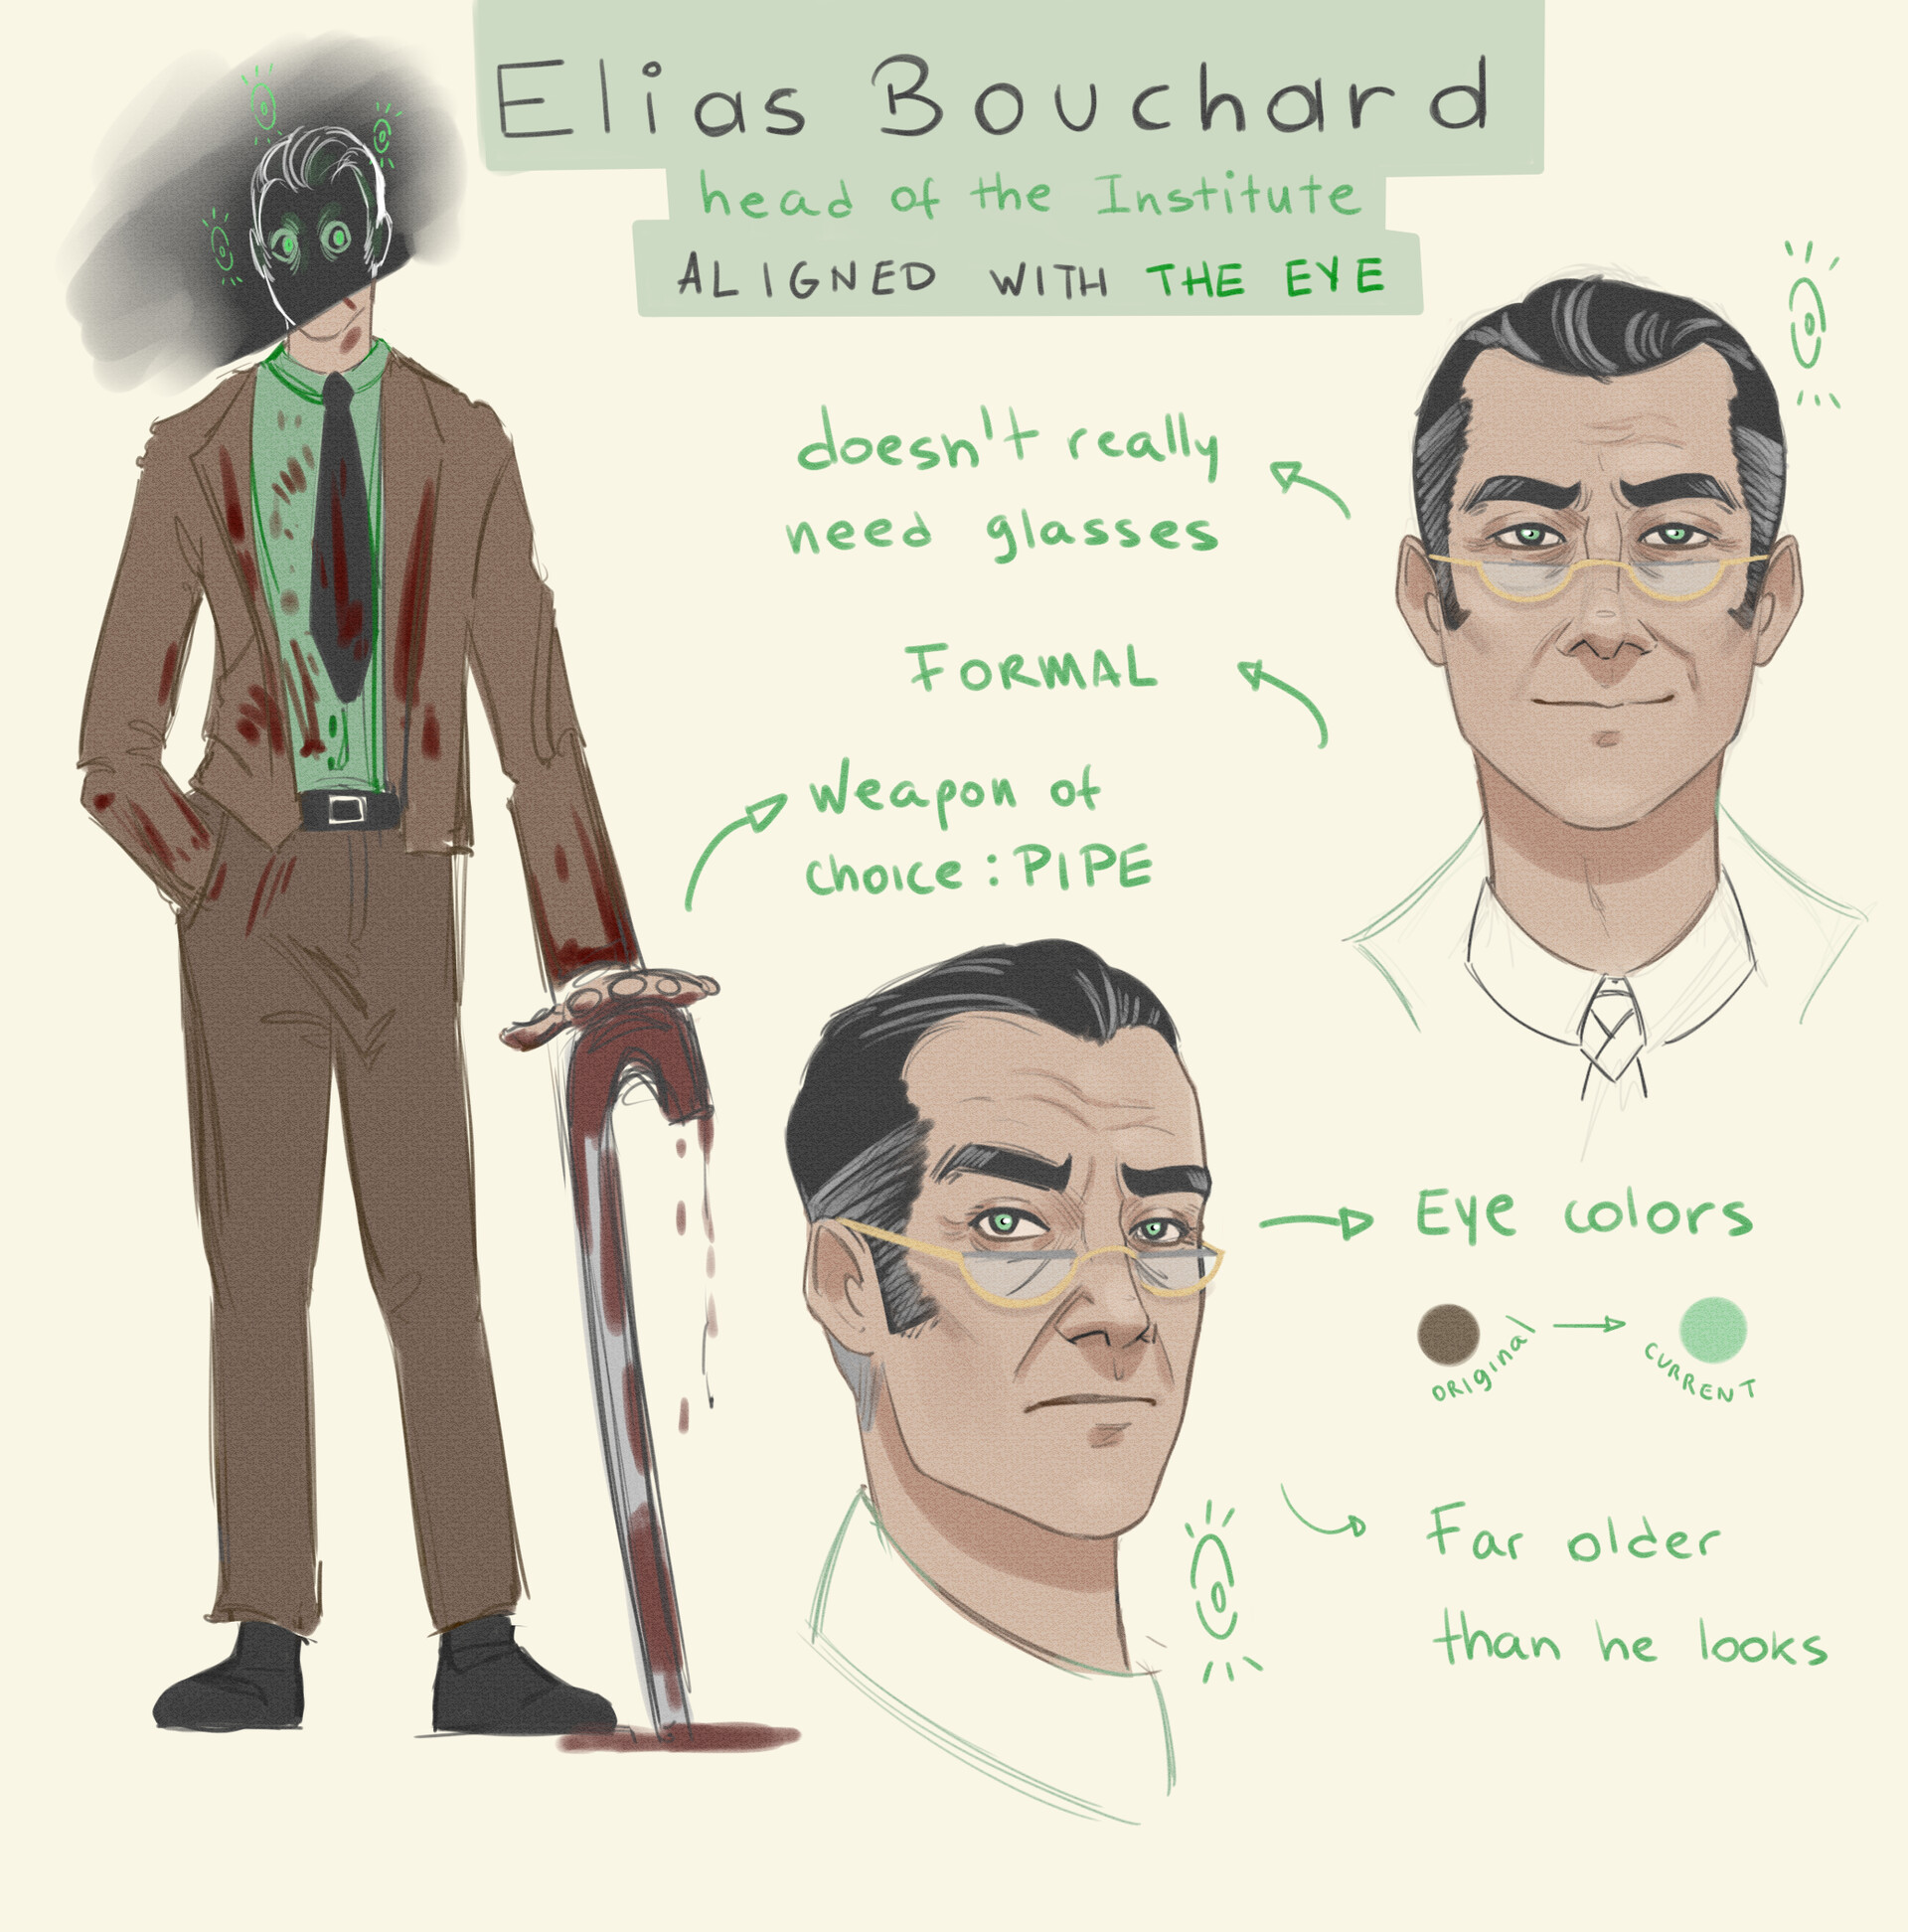 Elias Bouchard
head of the Institute
ALIGNED WITH THE EYE
doesn't really
need glasses
FORMAL
Weapon of
choice: PIPE
Eye colors
ORIginal
CURRENT
Far older
than he looks